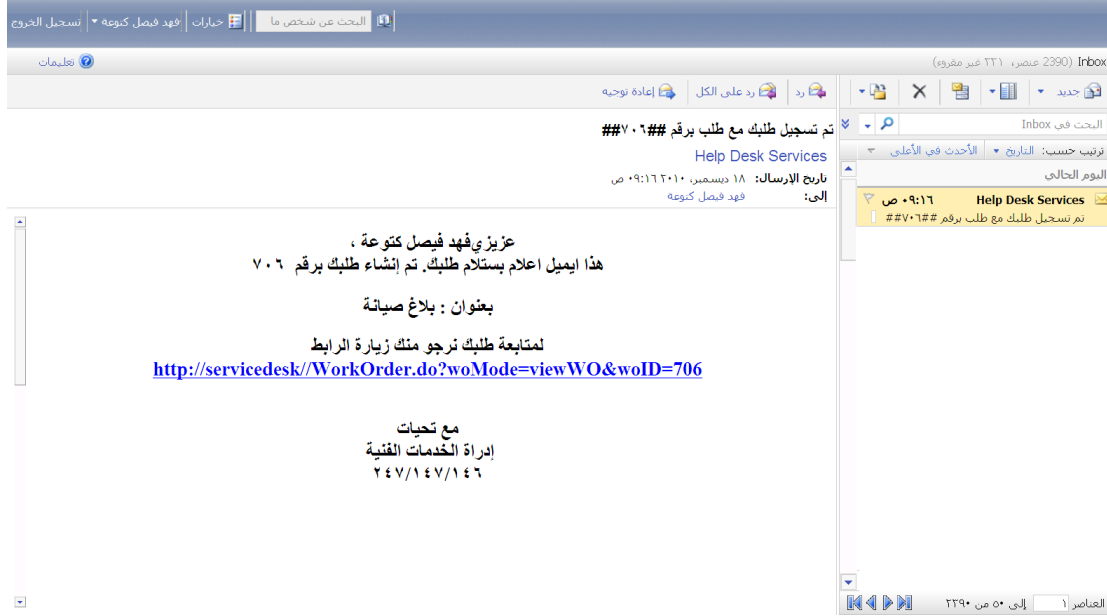 البحث عن شخص ما
خيارات
فهد فيصل كتوعة
تسجيل الخروج
Inbox (2390 عنصر، ٢٢١ غير مقروء)
تعليمات
جديد
رد
رد على الكل
إعادة توجيه
البحث في Inbox
ترتيب حسب: التاريخ
الأحدث في الأعلى
اليوم الحالي
Help Desk Services ٠٩:١٦ ص
تم تسجيل طلبك مع طلب برقم ##٧٠٦##
تم تسجيل طلبك مع طلب برقم ##٧٠٦##
Help Desk Services
تاريخ الإرسال: ١٨ ديسمبر، ٢٠١٠ ٠٩:١٦ ص
إلى: فهد فيصل كتوعة
عزيزيفهد فيصل كتوعة ،
هذا ايميل اعلام بستلام طلبك. تم إنشاء طلبك برقم ٧٠٦
بعنوان : بلاغ صيانة
لمتابعة طلبك نرجو منك زيارة الرابط
http://servicedesk//WorkOrder.do?woMode=viewWO&woID=706
مع تحيات
إدراة الخدمات الفنية
٢٤٧/١٤٧/١٤٦
العناصر ١ إلى ٥٠ من ٢٣٩٠